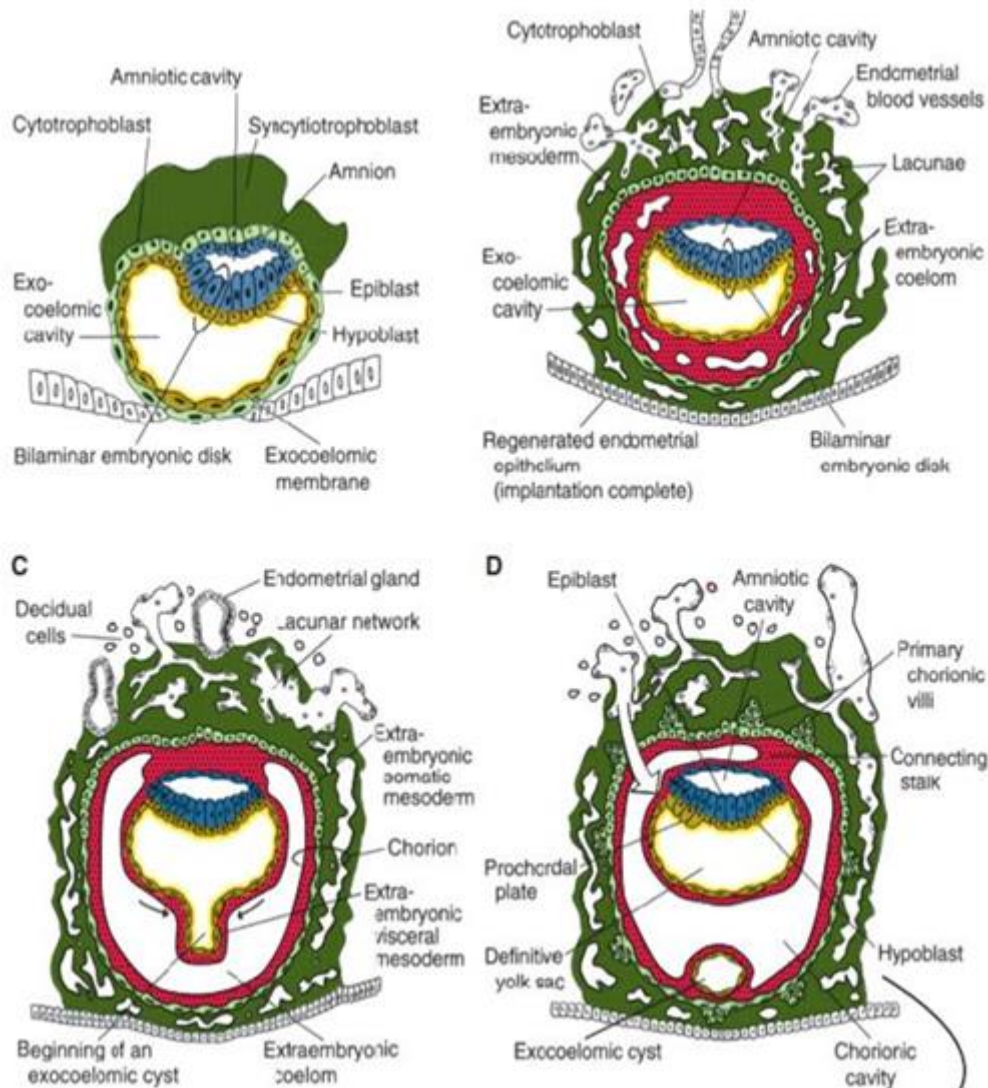 Amniotic cavity
Cytotrophoblast
Syncytiotrophoblast
Amnion
Exo-
coelomic
cavity
Epiblast
Hypoblast
Bilaminar embryonic disk
Exocoelomic
membrane
Cytotrophoblast
Amniotc cavity
Endometrial
blood vessels
Extra-
embryonic
mesoderm
Lacunae
Exo-
coelomic
cavity
Extra-
embryonic
coelom
Regenerated endometrial
epithelium
(implantation complete)
Bilaminar
embryonic disk
C
Endometrial gland
Decidual
cells
Lacunar network
Extra-
embryonic
somatic
mesoderm
Chorion
Extra-
embryonic
visceral
mesoderm
Beginning of an
exocoelomic cyst
Extraembryonic
coelom
D
Epiblast
Amniotic
cavity
Primary
chorionic
villi
Connecting
stalk
Prochordal
plate
Definitive
yolk sac
Hypoblast
Exocoelomic cyst
Chorionic
cavity